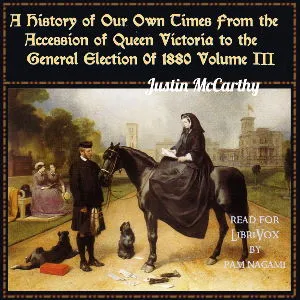 A History of Our Own Times From the
Accession of Queen Victoria to the
General Election Of 1880 Volume III
Justin McCarthy
READ FOR
LIBRIVOX
BY
PAM NAGAMI